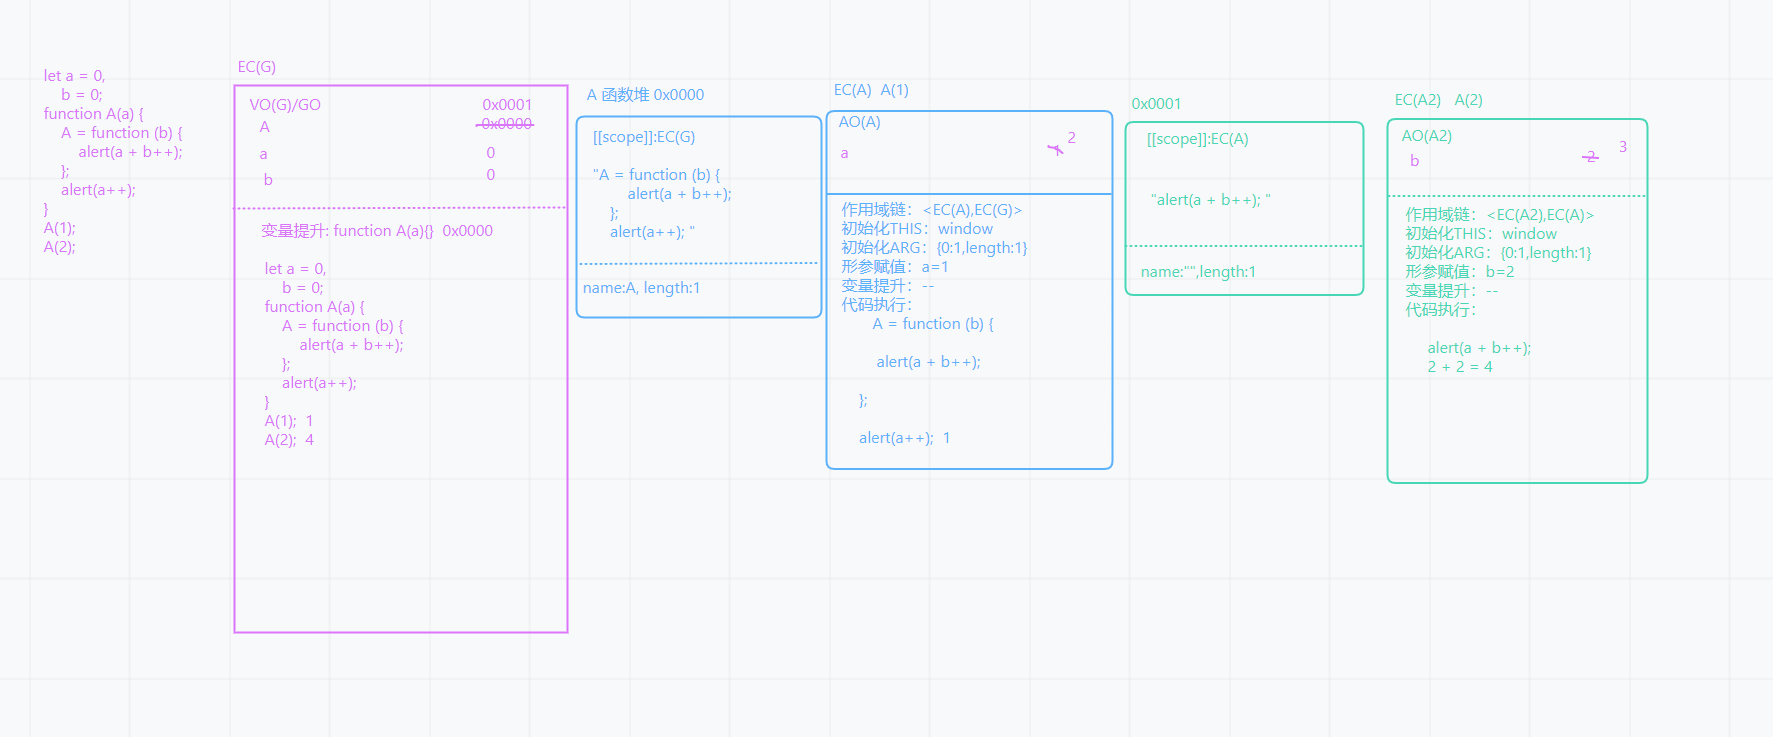 let a = 0,
b = 0;
function A(a) {
A = function (b) {
alert(a + b++);
};
alert(a++);
}
A(1);
A(2);
EC(G)
VO(G)/GO 0x0001
A 0x0000
a 0
b 0
变量提升: function A(a){} 0x0000
let a = 0,
b = 0;
function A(a) {
A = function (b) {
alert(a + b++);
};
alert(a++);
}
A(1); 1
A(2); 4
A 函数堆 0x0000
[[scope]]:EC(G)
"A = function (b) {
alert(a + b++);
};
alert(a++); "
name:A, length:1
EC(A) A(1)
AO(A)
a 1 2
作用域链：<EC(A),EC(G)>
初始化THIS：window
初始化ARG：{0:1,length:1}
形参赋值：a=1
变量提升：--
代码执行：
A = function (b) {
alert(a + b++);
};
alert(a++); 1
0x0001
[[scope]]:EC(A)
"alert(a + b++); "
name:"",length:1
EC(A2) A(2)
AO(A2)
b 2 3
作用域链：<EC(A2),EC(A)>
初始化THIS：window
初始化ARG：{0:1,length:1}
形参赋值：b=2
变量提升：--
代码执行：
alert(a + b++);
2 + 2 = 4